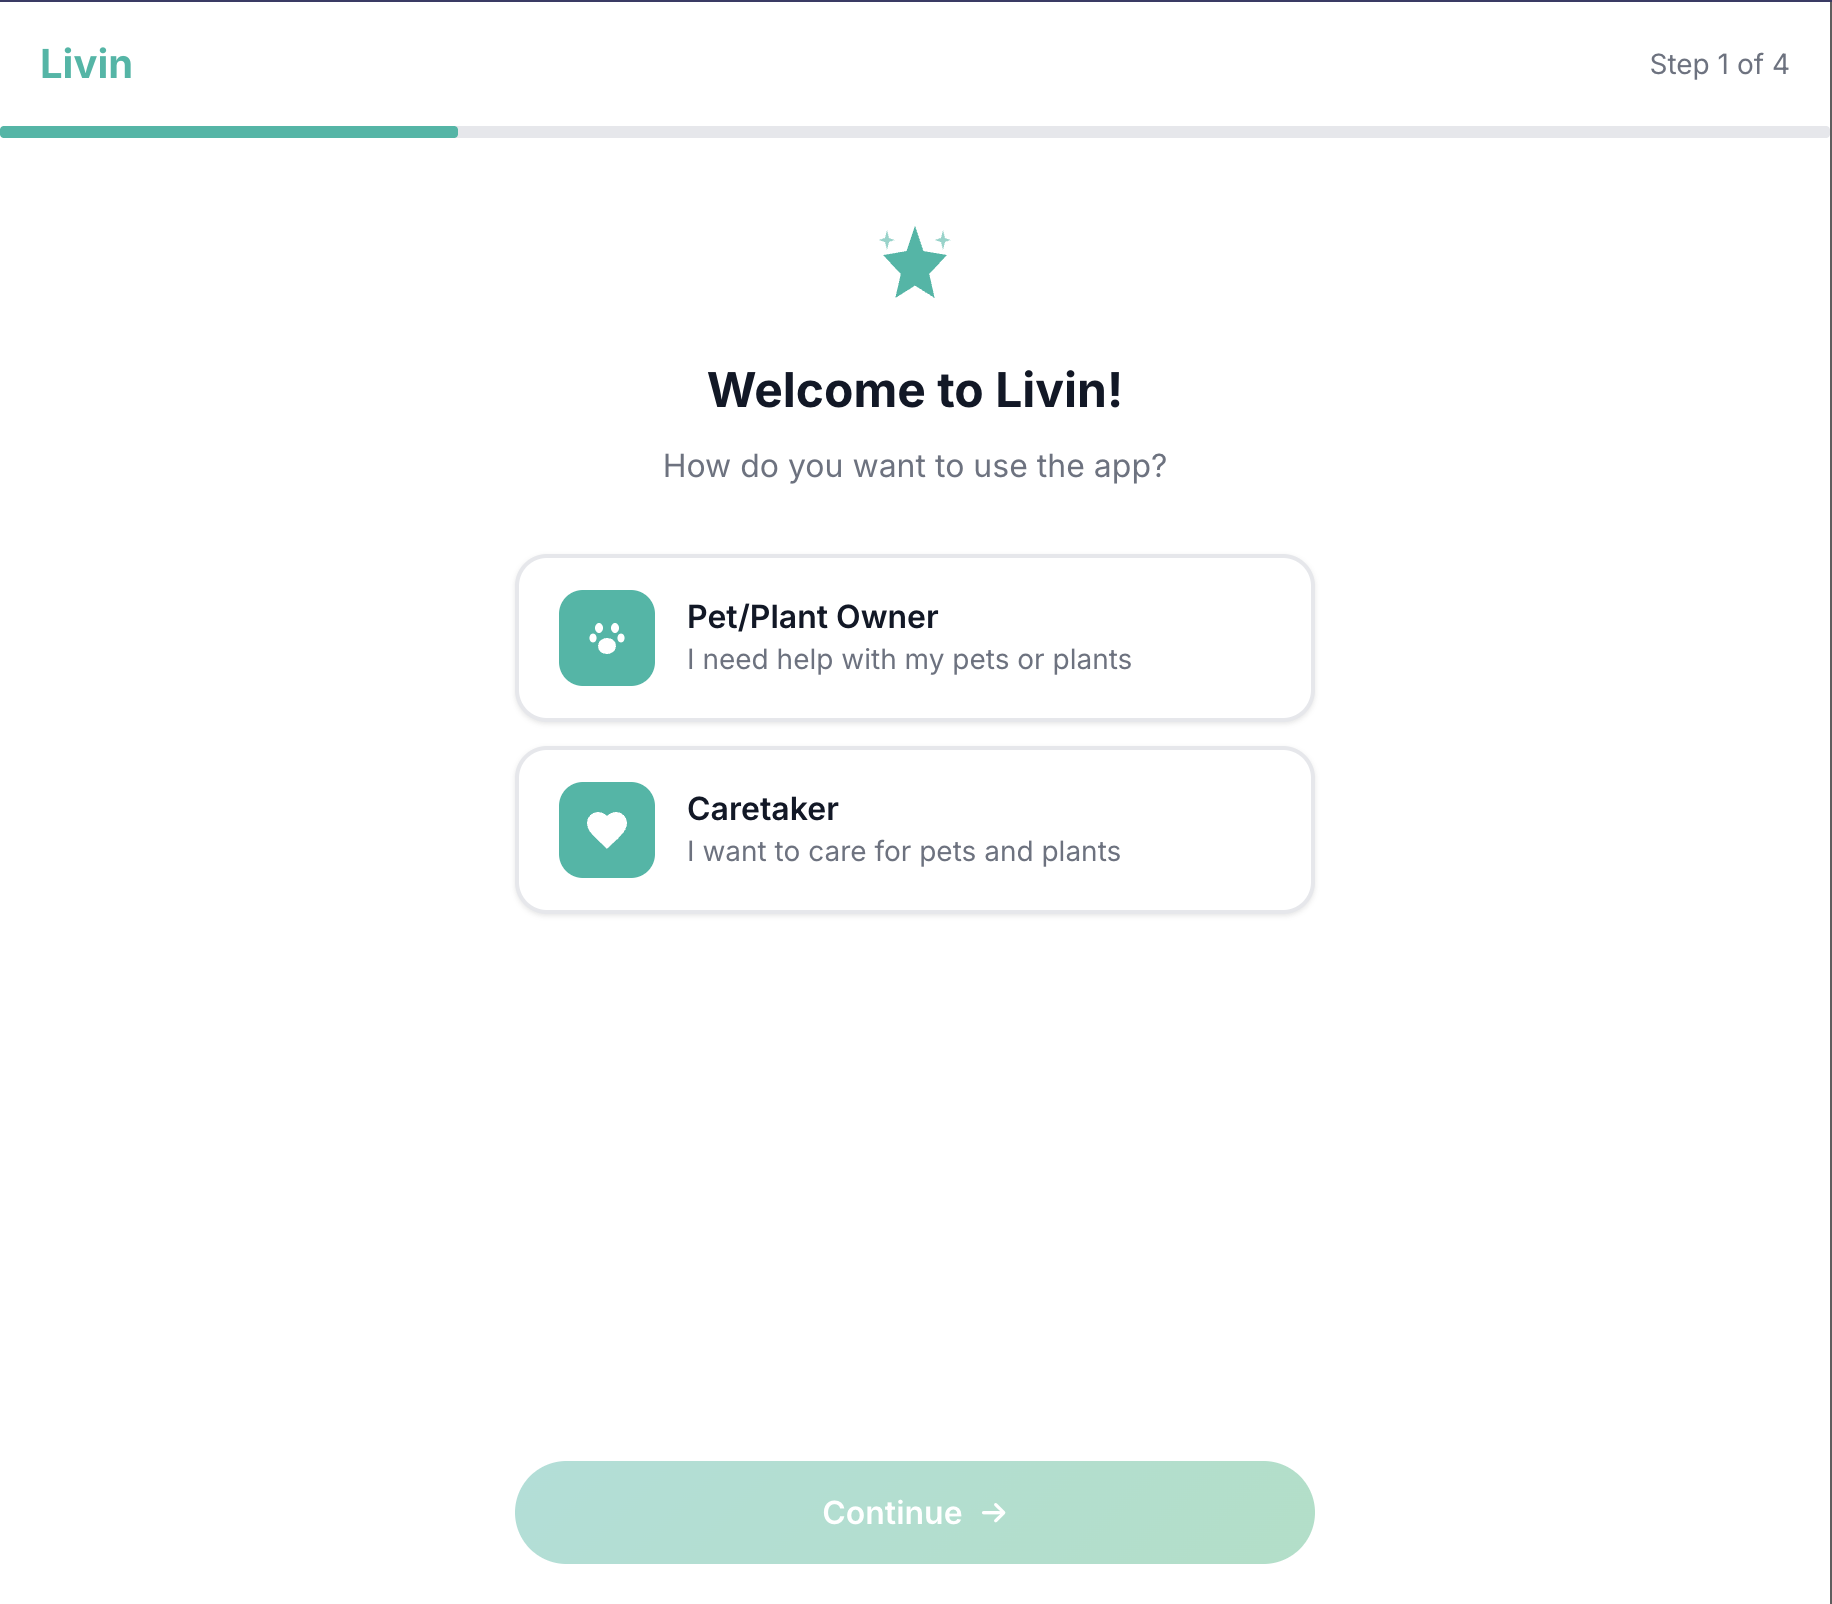 Livin
Step 1 of 4
Welcome to Livin!
How do you want to use the app?
Pet/Plant Owner
I need help with my pets or plants
Caretaker
I want to care for pets and plants
Continue →